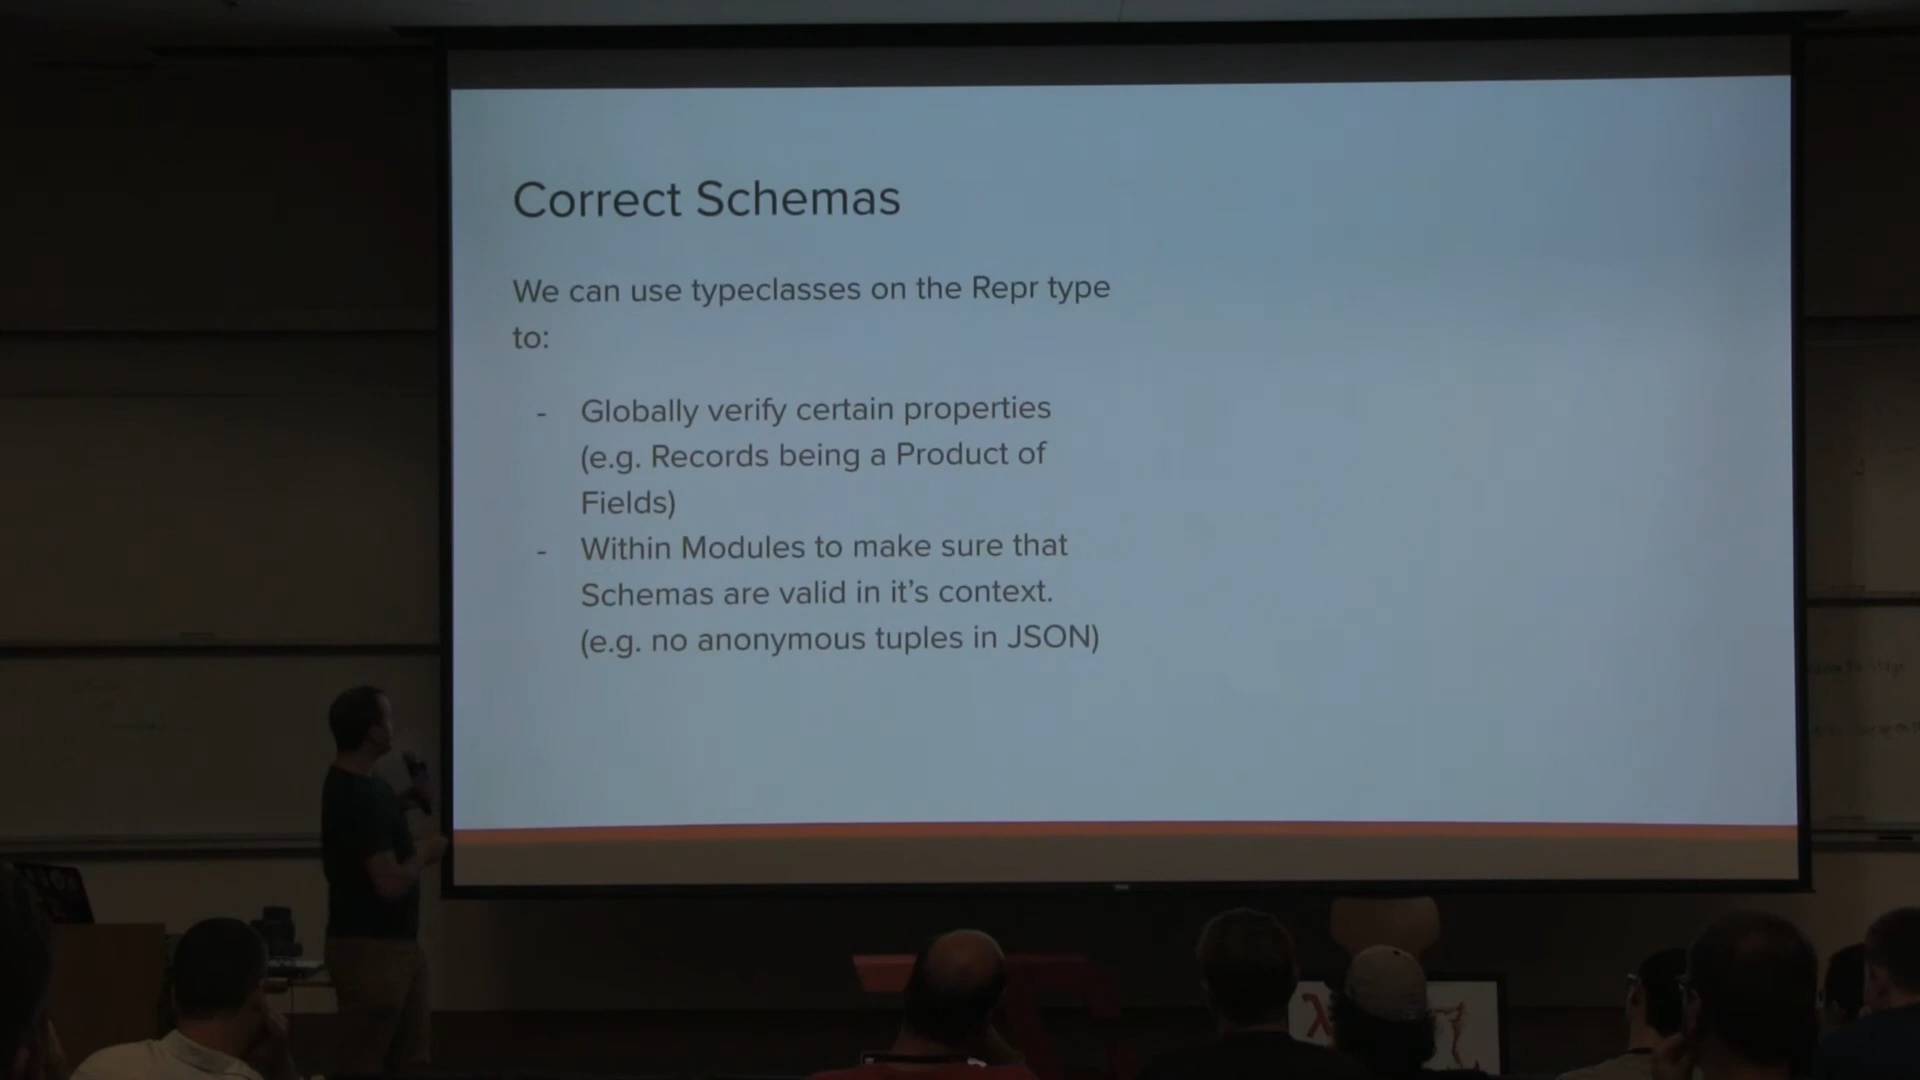 Correct Schemas
We can use typeclasses on the Repr type
to:
- Globally verify certain properties
(e.g. Records being a Product of
Fields)
- Within Modules to make sure that
Schemas are valid in it's context.
(e.g. no anonymous tuples in JSON)
λ